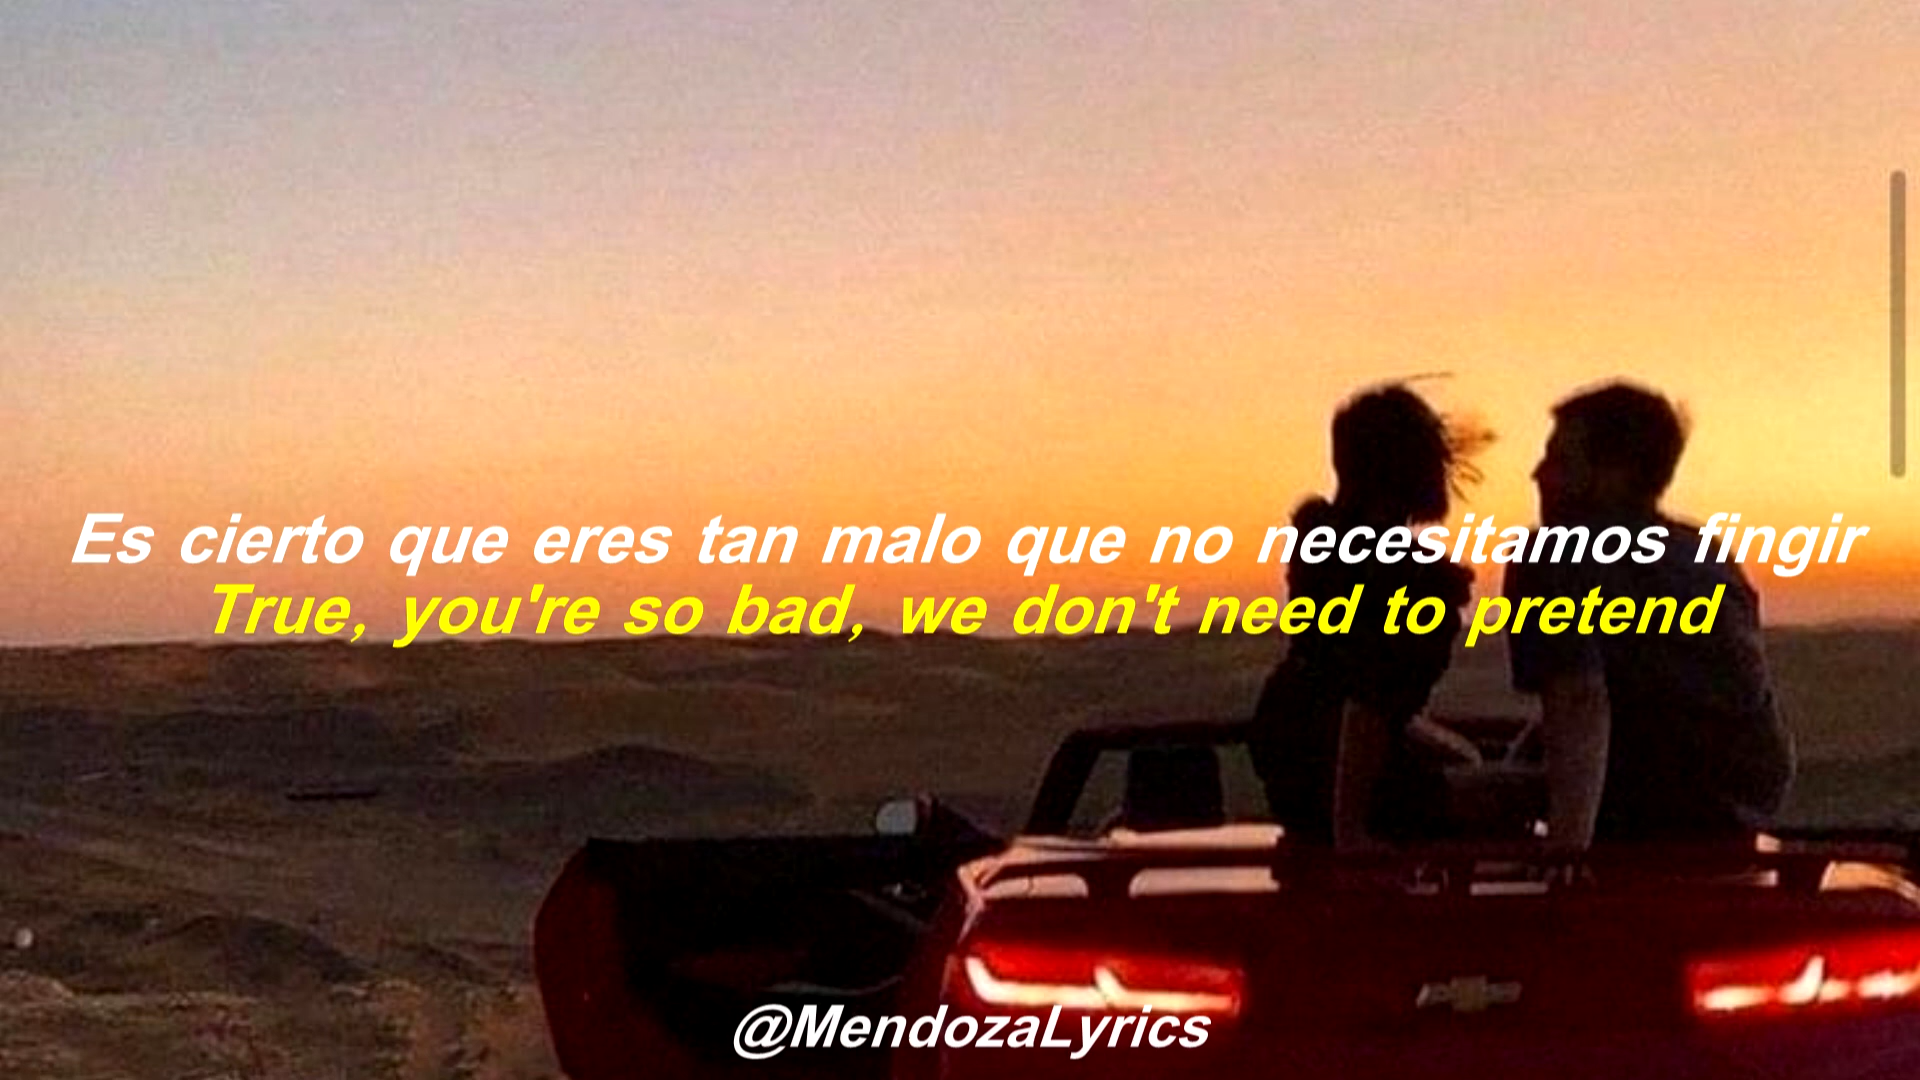 Es cierto que eres tan malo que no necesitamos fingir
True, you're so bad, we don't need to pretend
@MendozaLyrics